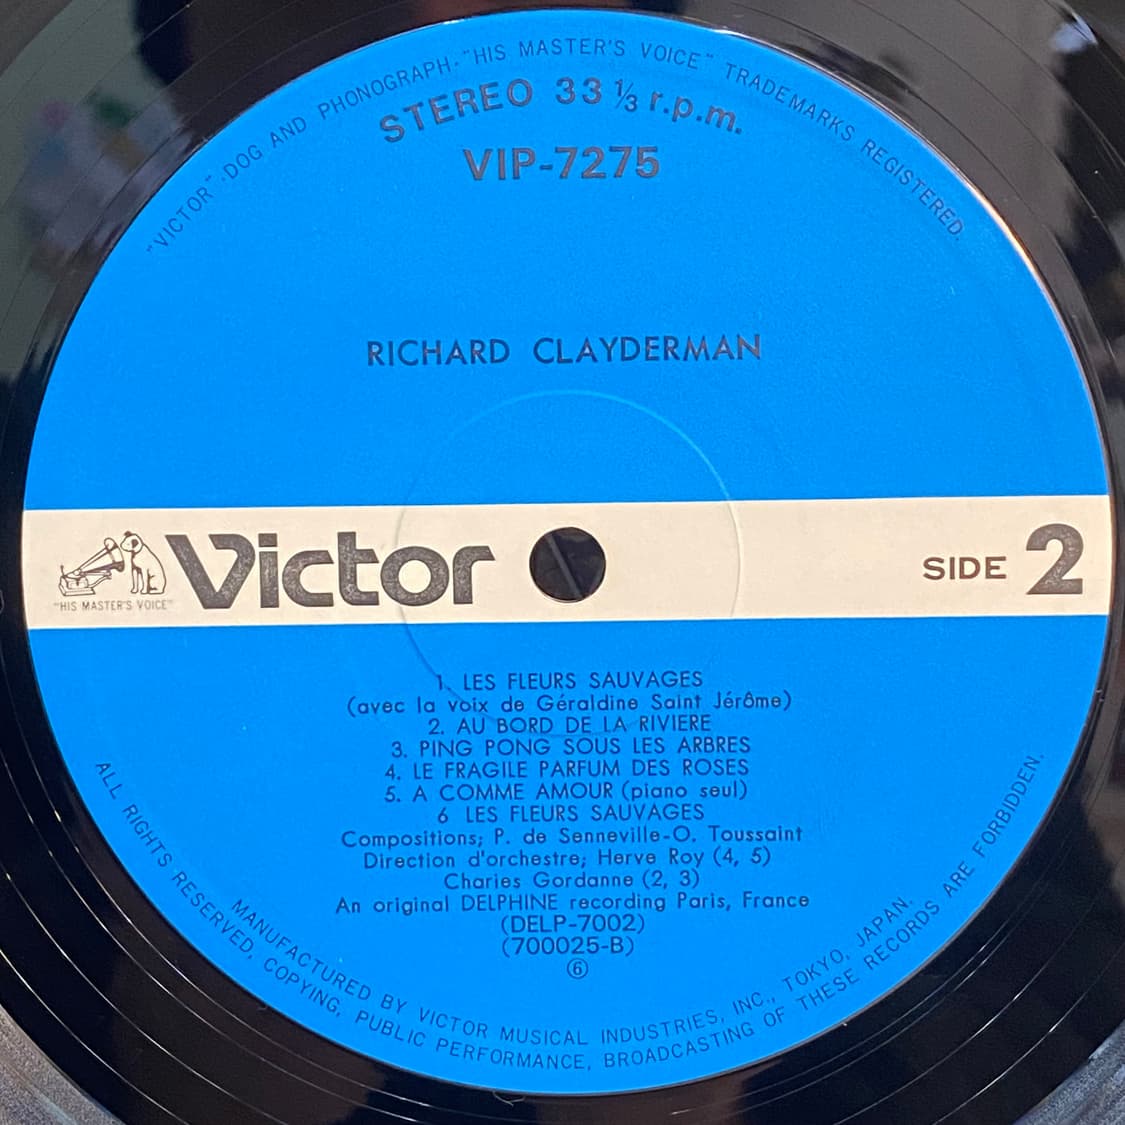 "VICTOR"·DOG AND PHONOGRAPH·"HIS MASTER'S VOICE" TRADEMARKS REGISTERED.
STEREO 33 1/3 r.p.m.
VIP-7275
RICHARD CLAYDERMAN
Victor
"HIS MASTER'S VOICE"
SIDE 2
1. LES FLEURS SAUVAGES
(avec la voix de Géraldine Saint Jérôme)
2. AU BORD DE LA RIVIERE
3. PING PONG SOUS LES ARBRES
4. LE FRAGILE PARFUM DES ROSES
5. A COMME AMOUR (piano seul)
6 LES FLEURS SAUVAGES
Compositions; P. de Senneville-O. Toussaint
Direction d'orchestre; Herve Roy (4, 5)
Charles Gordanne (2, 3)
An original DELPHINE recording Paris, France
(DELP-7002)
(700025-B)
⑥
MANUFACTURED BY VICTOR MUSICAL INDUSTRIES, INC., TOKYO, JAPAN.
ALL RIGHTS RESERVED, COPYING, PUBLIC PERFORMANCE, BROADCASTING OF THESE RECORDS ARE FORBIDDEN.